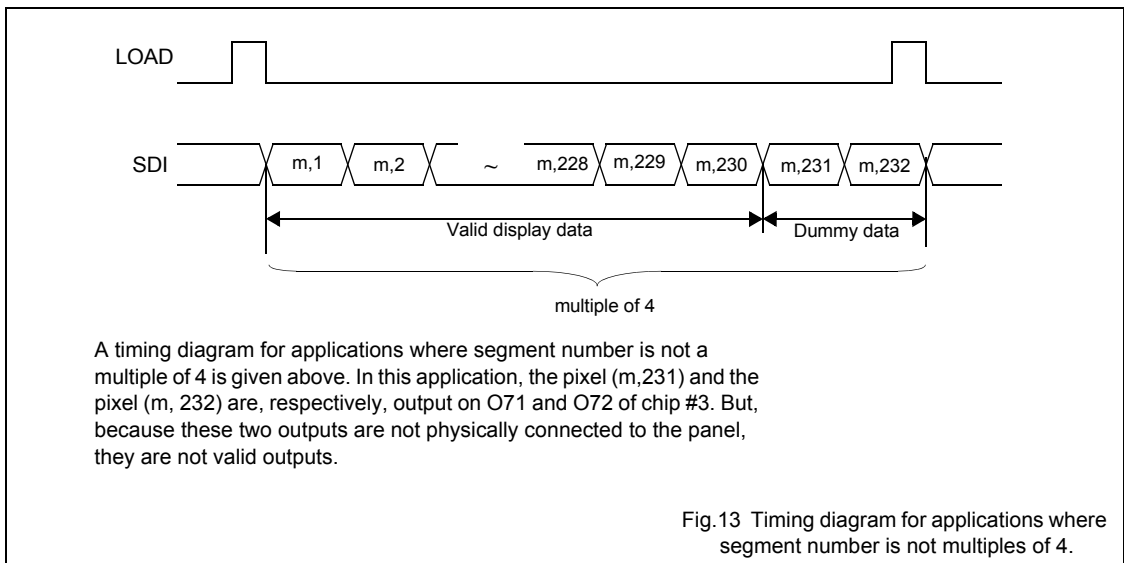 LOAD
SDI
m,1 m,2 ~ m,228 m,229 m,230 m,231 m,232
Valid display data Dummy data
multiple of 4
A timing diagram for applications where segment number is not a
multiple of 4 is given above. In this application, the pixel (m,231) and the
pixel (m, 232) are, respectively, output on O71 and O72 of chip #3. But,
because these two outputs are not physically connected to the panel,
they are not valid outputs.
Fig.13 Timing diagram for applications where
segment number is not multiples of 4.